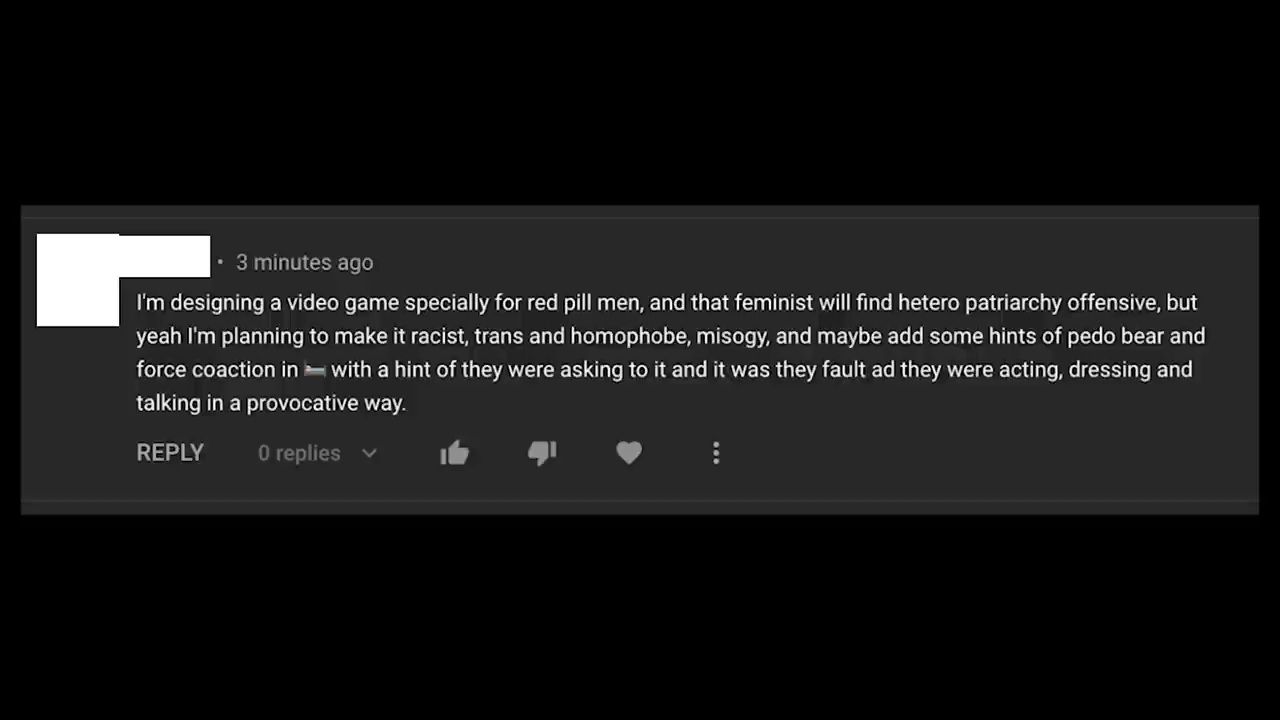 • 3 minutes ago
I'm designing a video game specially for red pill men, and that feminist will find hetero patriarchy offensive, but
yeah I'm planning to make it racist, trans and homophobe, misogy, and maybe add some hints of pedo bear and
force coaction in 🛏 with a hint of they were asking to it and it was they fault ad they were acting, dressing and
talking in a provocative way.
REPLY 0 replies